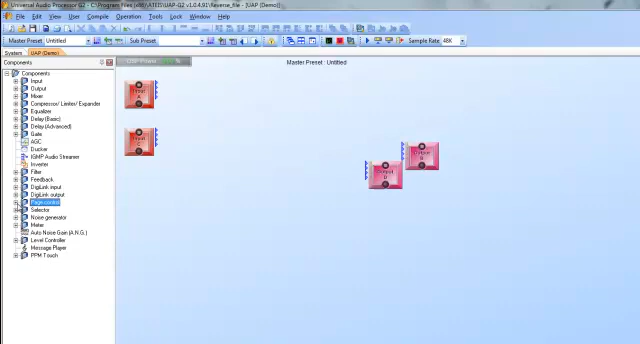 Universal Audio Processor G2 - C:\Program Files (x86)\ATEIS\UAP-G2 v1.0.4.91\Reverse_file - [UAP (Demo)]
File Edit View User Compile Operation Tools Lock Window Help
Master Preset Untitled Sub Preset Sample Rate 48K
System UAP (Demo)
Components
Master Preset : Untitled
Components
Input
Output
Mixer
Compressor/ Limiter/ Expander
Equalizer
Delay (Basic)
Delay (Advanced)
Gate
AGC
Ducker
IGMP Audio Streamer
Inverter
Filter
Feedback
DigiLink input
DigiLink output
Page control
Selector
Noise generator
Meter
Auto Noise Gain (A.N.G.)
Level Controller
Message Player
PPM Touch
Input
A
Input
C
Output
B
Output
D